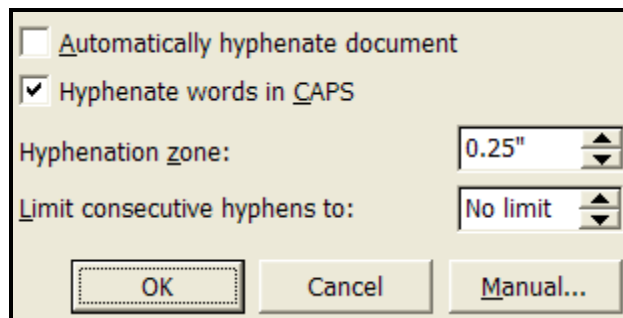 Automatically hyphenate document
Hyphenate words in CAPS
Hyphenation zone: 0.25"
Limit consecutive hyphens to: No limit
OK Cancel Manual...